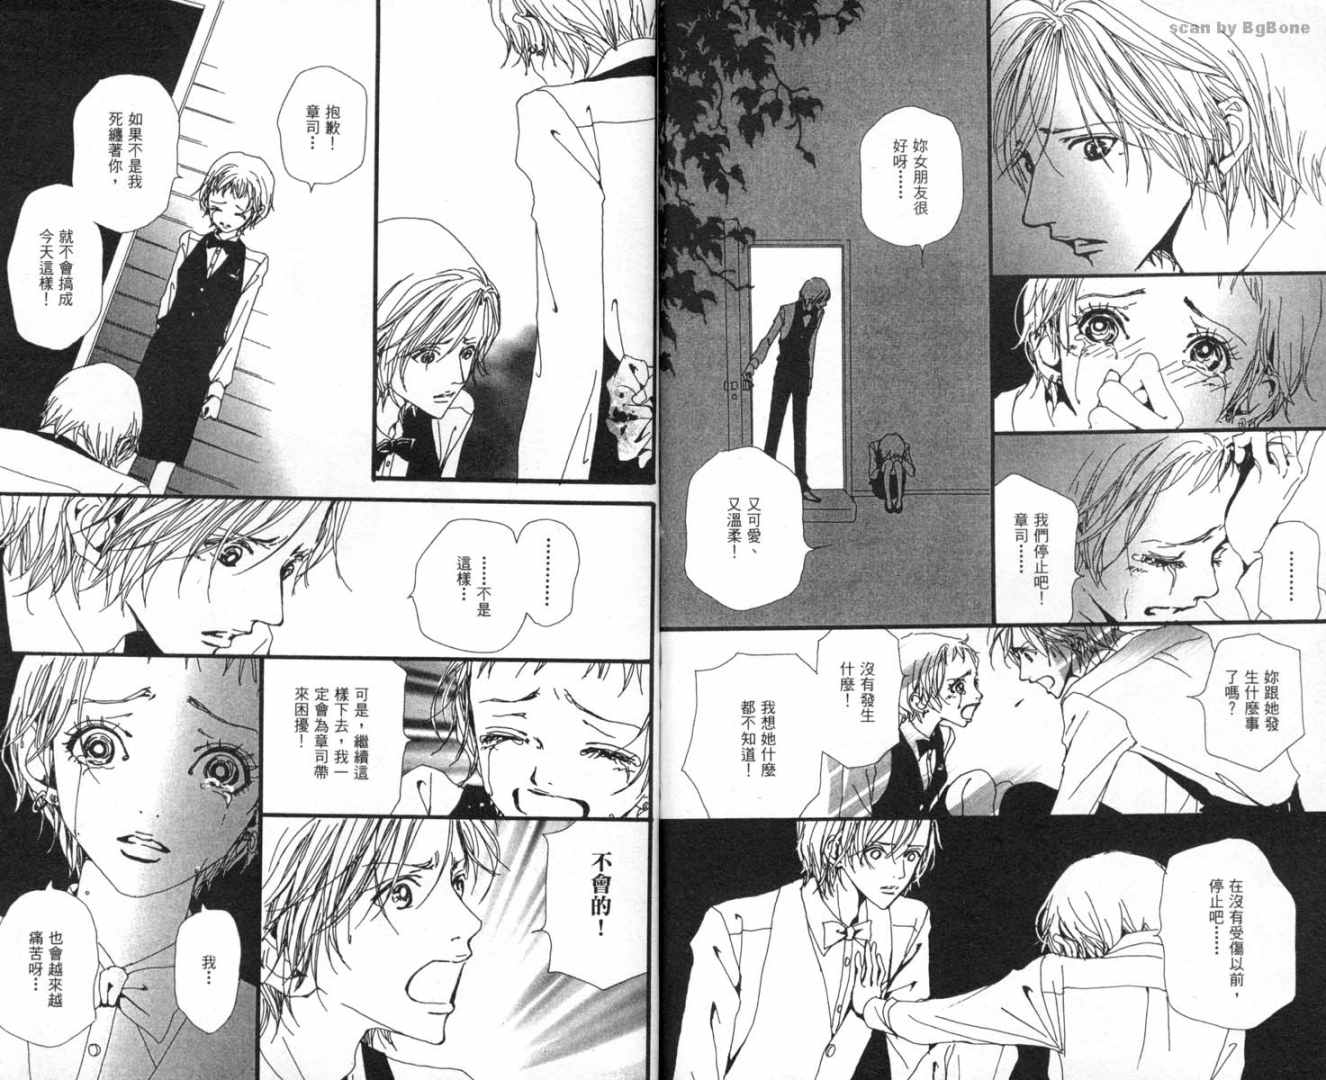 scan by BgBone
妳女朋友很
好呀……
又可愛、
又溫柔！
…………
我們停止吧！
章司……
妳跟她發
生什麼事
了嗎？
沒有發生
什麼！
我想她什麼
都不知道！
在沒有受傷以前，
停止吧……
抱歉！
章司…
如果不是我
死纏著你，
就不會搞成
今天這樣！
…………
……不是
這樣…
可是，繼續這
樣下去，我一
定會為章司帶
來困擾！
不會的！
我…
也會越來越
痛苦呀…